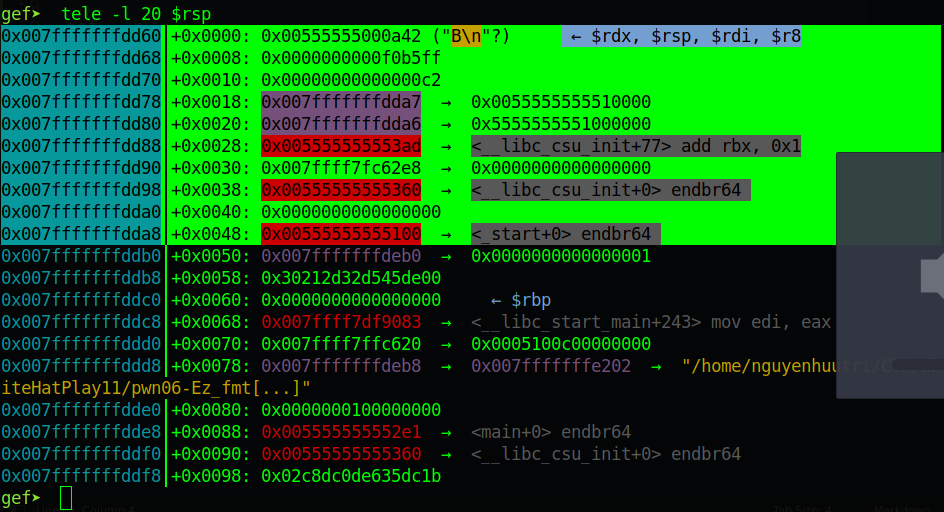 gef➤  tele -l 20 $rsp
0x007fffffffdd60│+0x0000: 0x00555555000a42 ("B\n"?)     ← $rdx, $rsp, $rdi, $r8
0x007fffffffdd68│+0x0008: 0x0000000000f0b5ff
0x007fffffffdd70│+0x0010: 0x00000000000000c2
0x007fffffffdd78│+0x0018: 0x007fffffffdda7  →  0x0055555555510000
0x007fffffffdd80│+0x0020: 0x007fffffffdda6  →  0x5555555551000000
0x007fffffffdd88│+0x0028: 0x005555555553ad  →  <__libc_csu_init+77> add rbx, 0x1
0x007fffffffdd90│+0x0030: 0x007ffff7fc62e8  →  0x0000000000000000
0x007fffffffdd98│+0x0038: 0x00555555555360  →  <__libc_csu_init+0> endbr64
0x007fffffffdda0│+0x0040: 0x0000000000000000
0x007fffffffdda8│+0x0048: 0x00555555555100  →  <_start+0> endbr64
0x007fffffffddb0│+0x0050: 0x007fffffffdeb0  →  0x0000000000000001
0x007fffffffddb8│+0x0058: 0x30212d32d545de00
0x007fffffffddc0│+0x0060: 0x0000000000000000     ← $rbp
0x007fffffffddc8│+0x0068: 0x007ffff7df9083  →  <__libc_start_main+243> mov edi, eax
0x007fffffffddd0│+0x0070: 0x007ffff7ffc620  →  0x0005100c00000000
0x007fffffffddd8│+0x0078: 0x007fffffffdeb8  →  0x007fffffffe202  →  "/home/nguyenhuutri/
iteHatPlay11/pwn06-Ez_fmt[...]"
0x007fffffffdde0│+0x0080: 0x0000000100000000
0x007fffffffdde8│+0x0088: 0x005555555552e1  →  <main+0> endbr64
0x007fffffffddf0│+0x0090: 0x00555555555360  →  <__libc_csu_init+0> endbr64
0x007fffffffddf8│+0x0098: 0x02c8dc0de635dc1b
gef➤